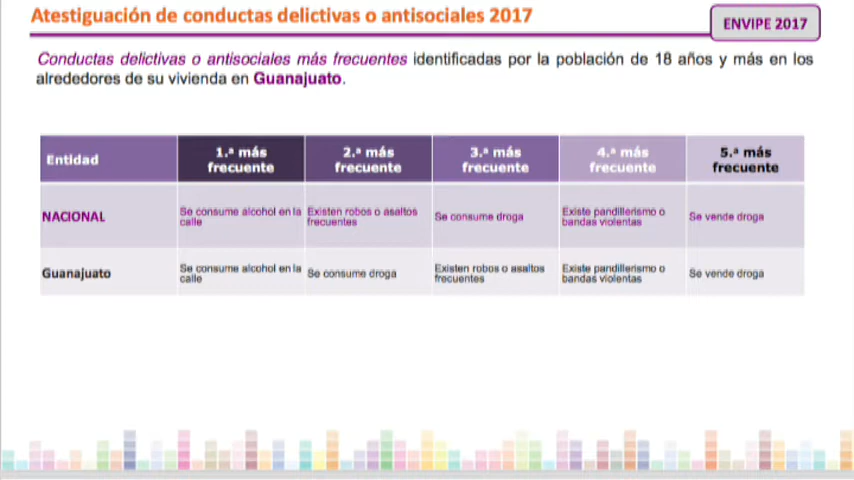 Atestiguación de conductas delictivas o antisociales 2017
ENVIPE 2017
Conductas delictivas o antisociales más frecuentes identificadas por la población de 18 años y más en los
alrededores de su vivienda en Guanajuato.
Entidad
1.ª más
frecuente
2.ª más
frecuente
3.ª más
frecuente
4.ª más
frecuente
5.ª más
frecuente
NACIONAL
Se consume alcohol en la
calle
Existen robos o asaltos
frecuentes
Se consume droga
Existe pandillerismo o
bandas violentas
Se vende droga
Guanajuato
Se consume alcohol en la
calle
Se consume droga
Existen robos o asaltos
frecuentes
Existe pandillerismo o
bandas violentas
Se vende droga